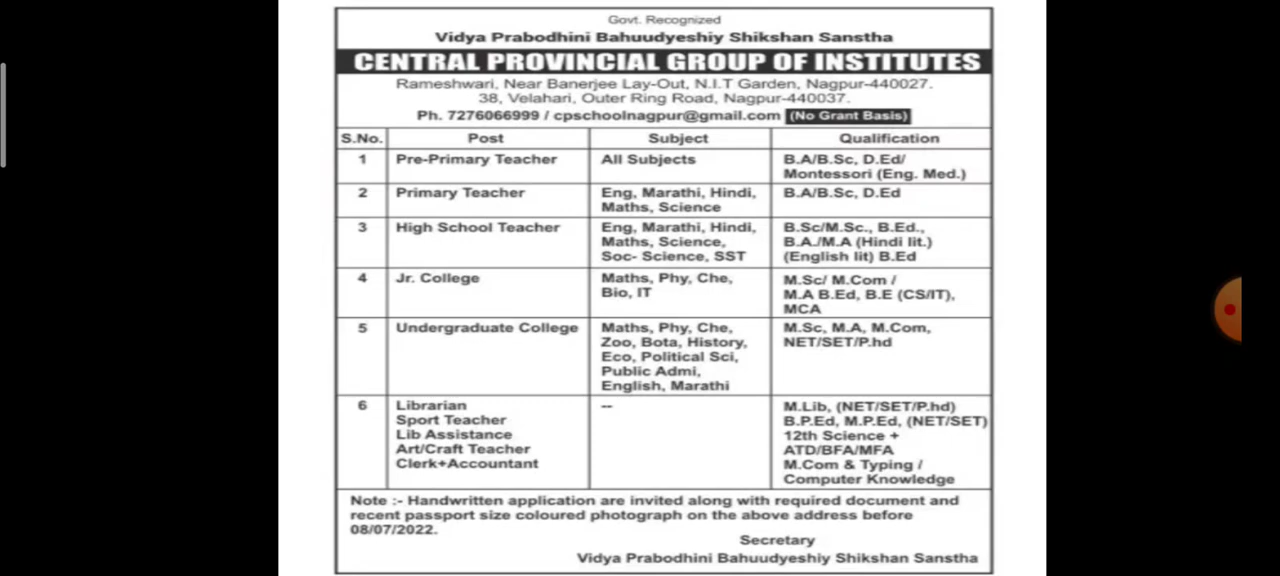 Govt. Recognized
Vidya Prabodhini Bahuudyeshiy Shikshan Sanstha
CENTRAL PROVINCIAL GROUP OF INSTITUTES
Rameshwari, Near Banerjee Lay-Out, N.I.T Garden, Nagpur-440027.
38, Velahari, Outer Ring Road, Nagpur-440037.
Ph. 7276066999 / cpschoolnagpur@gmail.com (No Grant Basis)
S.No. Post Subject Qualification
1 Pre-Primary Teacher All Subjects B.A/B.Sc, D.Ed/
Montessori (Eng. Med.)
2 Primary Teacher Eng, Marathi, Hindi, B.A/B.Sc, D.Ed
Maths, Science
3 High School Teacher Eng, Marathi, Hindi, B.Sc/M.Sc., B.Ed.,
Maths, Science, B.A./M.A (Hindi lit.)
Soc- Science, SST (English lit) B.Ed
4 Jr. College Maths, Phy, Che, M.Sc/ M.Com /
Bio, IT M.A B.Ed, B.E (CS/IT),
MCA
5 Undergraduate College Maths, Phy, Che, M.Sc, M.A, M.Com,
Zoo, Bota, History, NET/SET/P.hd
Eco, Political Sci,
Public Admi,
English, Marathi
6 Librarian -- M.Lib, (NET/SET/P.hd)
Sport Teacher B.P.Ed, M.P.Ed, (NET/SET)
Lib Assistance 12th Science +
Art/Craft Teacher ATD/BFA/MFA
Clerk+Accountant M.Com & Typing /
Computer Knowledge
Note :- Handwritten application are invited along with required document and
recent passport size coloured photograph on the above address before
08/07/2022.
Secretary
Vidya Prabodhini Bahuudyeshiy Shikshan Sanstha